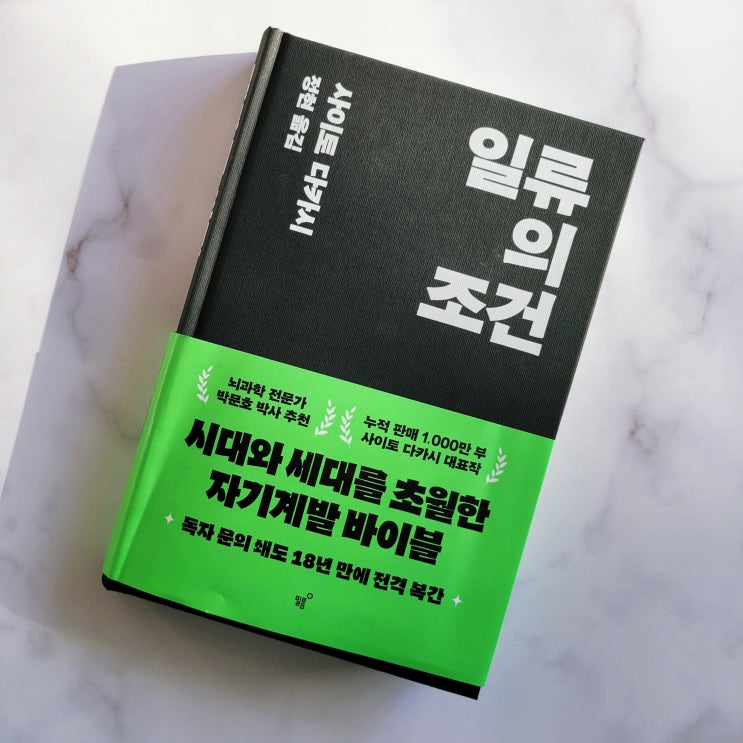 일류
의
조건
사이토 다카시
정현 옮김
뇌과학 전문가
박문호 박사 추천
누적 판매 1,000만 부
사이토 다카시 대표작
시대와 세대를 초월한
자기계발 바이블
독자 문의 쇄도 18년 만에 전격 복간
필름